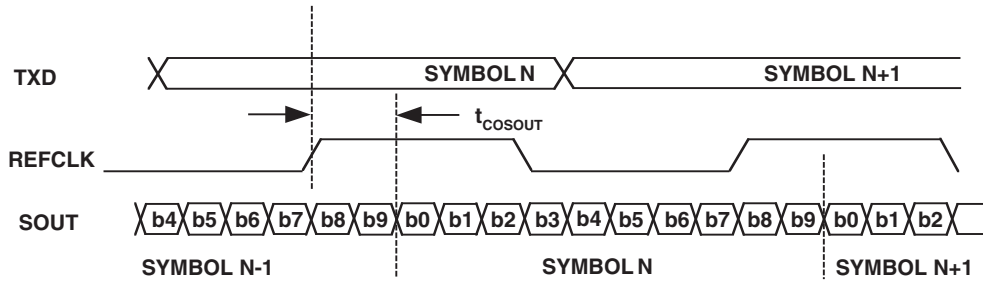 TXD SYMBOL N SYMBOL N+1
t_COSOUT
REFCLK
SOUT b4 b5 b6 b7 b8 b9 b0 b1 b2 b3 b4 b5 b6 b7 b8 b9 b0 b1 b2
SYMBOL N-1 SYMBOL N SYMBOL N+1